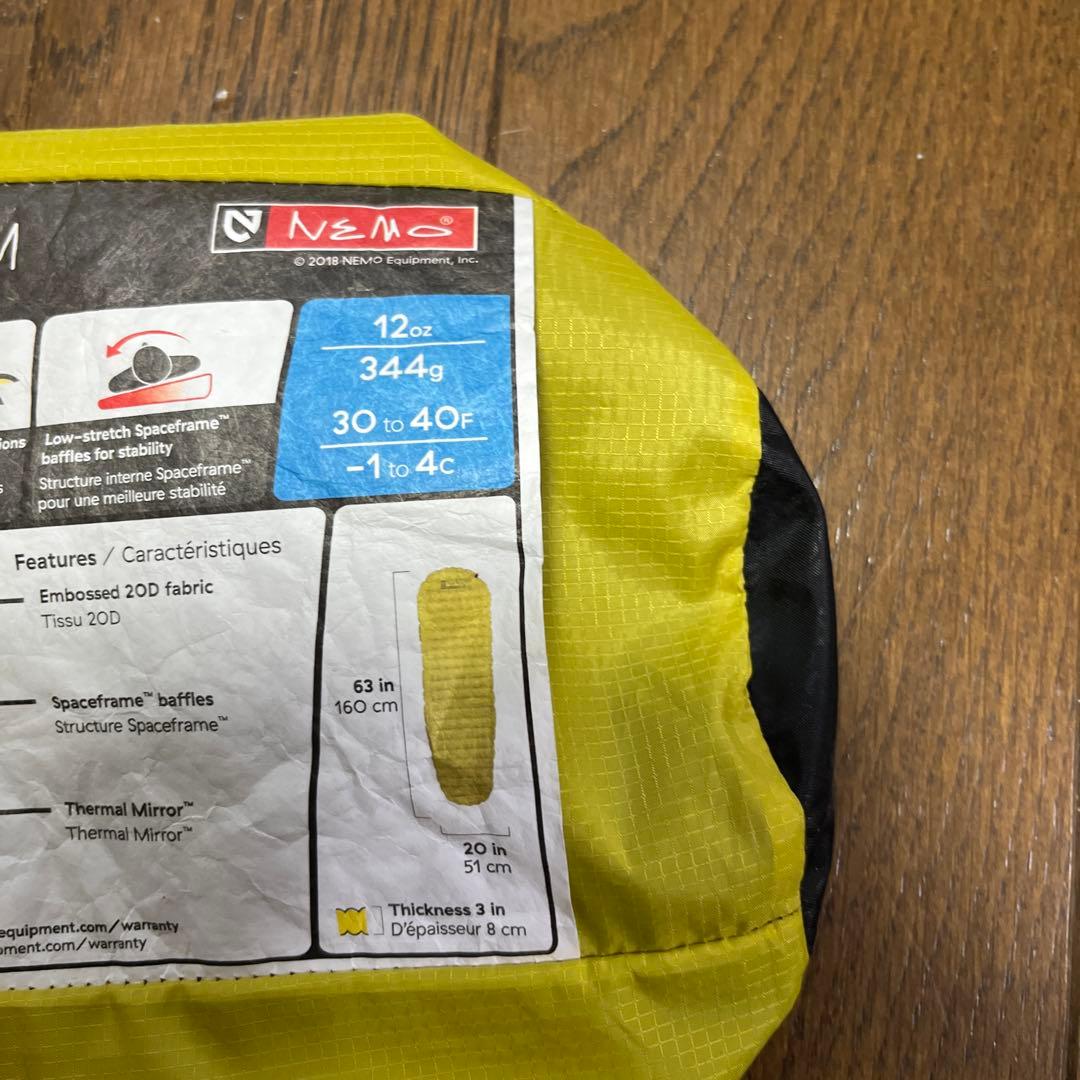 M
NEMO®
© 2018 NEMO Equipment, Inc.
12oz
344g
30 to 40F
-1 to 4C
Low-stretch Spaceframe™
baffles for stability
Structure interne Spaceframe™
pour une meilleure stabilité
ions
s
Features / Caractéristiques
Embossed 20D fabric
Tissu 20D
Spaceframe™ baffles
Structure Spaceframe™
Thermal Mirror™
Thermal Mirror™
equipment.com/warranty
pment.com/warranty
63 in
160 cm
20 in
51 cm
Thickness 3 in
D'épaisseur 8 cm